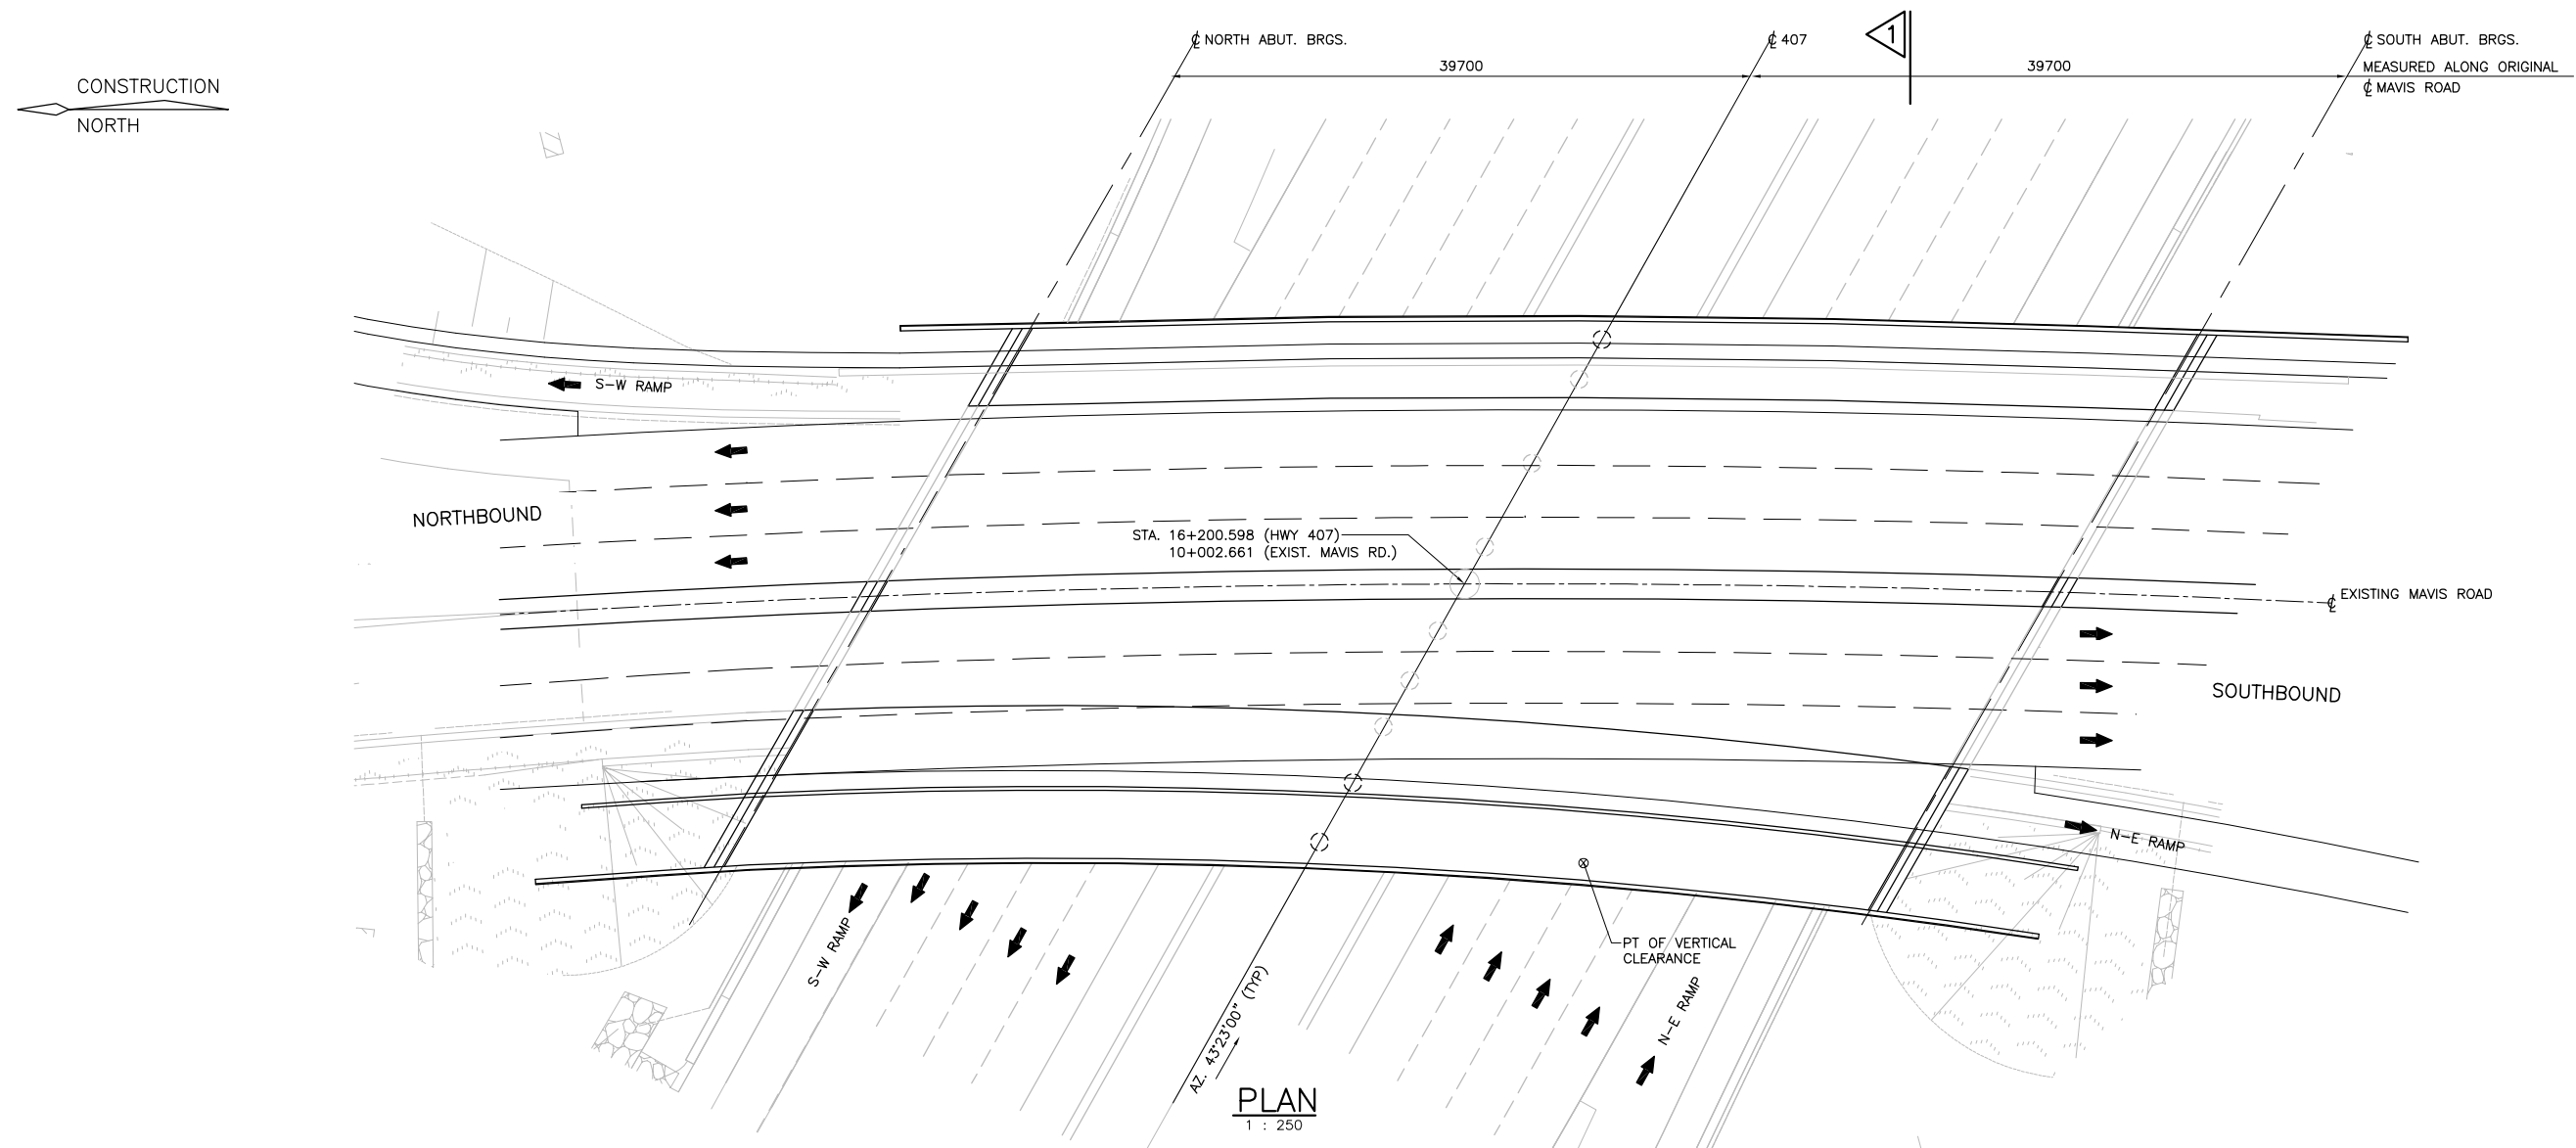 ℄ NORTH ABUT. BRGS.
℄ 407
1
℄ SOUTH ABUT. BRGS.
39700
39700
MEASURED ALONG ORIGINAL
℄ MAVIS ROAD
CONSTRUCTION
NORTH
S-W RAMP
NORTHBOUND
STA. 16+200.598 (HWY 407)
10+002.661 (EXIST. MAVIS RD.)
℄ EXISTING MAVIS ROAD
SOUTHBOUND
N-E RAMP
S-W RAMP
PT OF VERTICAL
CLEARANCE
N-E RAMP
AZ. 43°23'00" (TYP)
PLAN
1 : 250